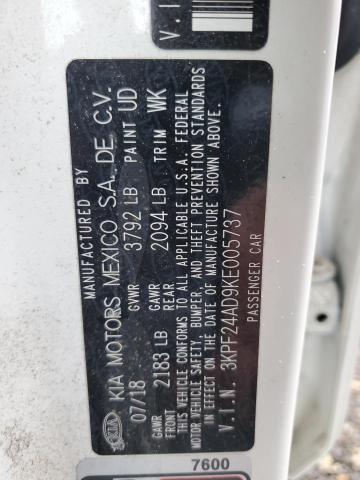 MANUFACTURED BY
KIA KIA MOTORS MEXICO S.A. DE C.V.
07/18 GVWR 3792 LB PAINT UD
GAWR FRONT 2183 LB GAWR REAR 2094 LB TRIM WK
THIS VEHICLE CONFORMS TO ALL APPLICABLE U.S.A. FEDERAL
MOTOR VEHICLE SAFETY, BUMPER, AND THEFT PREVENTION STANDARDS
IN EFFECT ON THE DATE OF MANUFACTURE SHOWN ABOVE.
V.I.N. 3KPF24AD9KE005737
PASSENGER CAR
V.I
7600